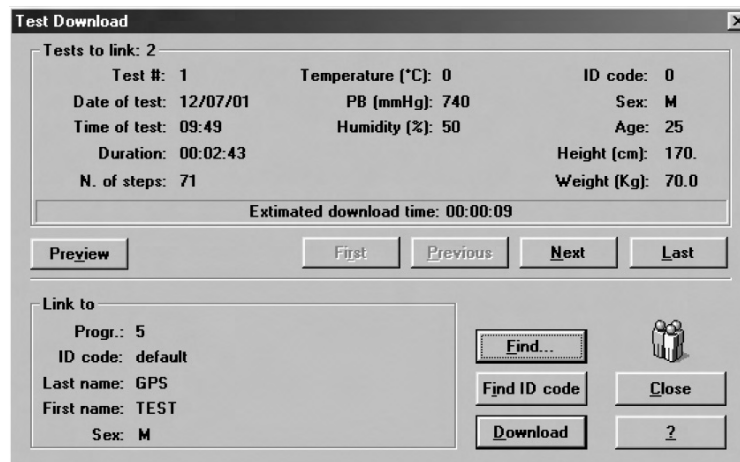 Test Download
Tests to link: 2
Test #: 1 Temperature (°C): 0 ID code: 0
Date of test: 12/07/01 PB (mmHg): 740 Sex: M
Time of test: 09:49 Humidity (%): 50 Age: 25
Duration: 00:02:43 Height (cm): 170.
N. of steps: 71 Weight (Kg): 70.0
Extimated download time: 00:00:09
Preview First Previous Next Last
Link to
Progr.: 5
ID code: default
Last name: GPS
First name: TEST
Sex: M
Find...
Find ID code Close
Download ?